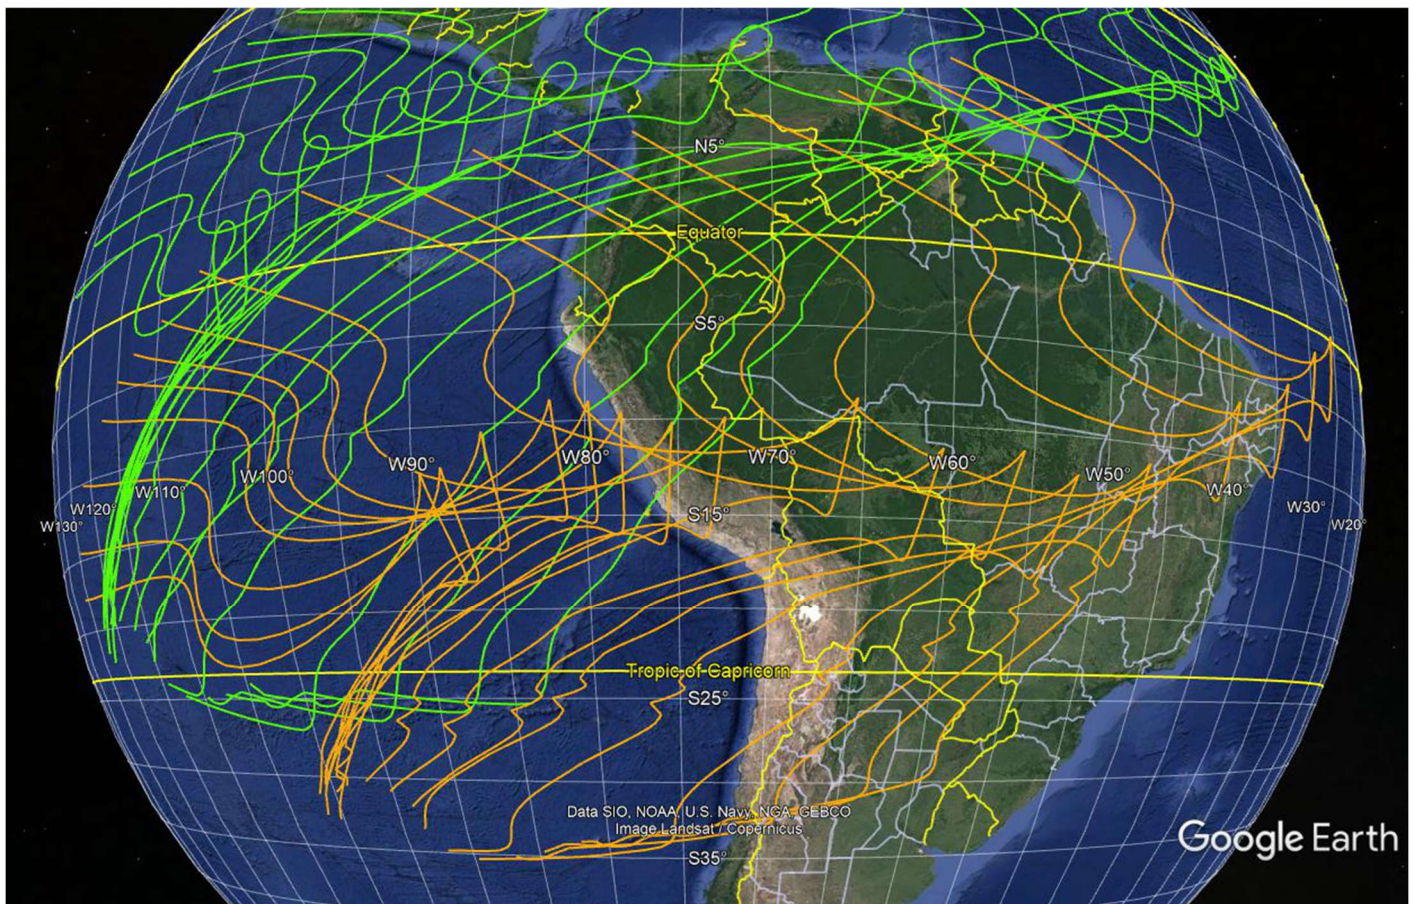 N5°
Equator
S5°
W90°
W80°
W70°
W60°
W50°
W100°
W110°
W40°
W120°
W30°
W130°
W20°
S15°
Tropic of Capricorn
S25°
Data SIO, NOAA, U.S. Navy, NGA, GEBCO
Image Landsat / Copernicus
Google Earth
S35°